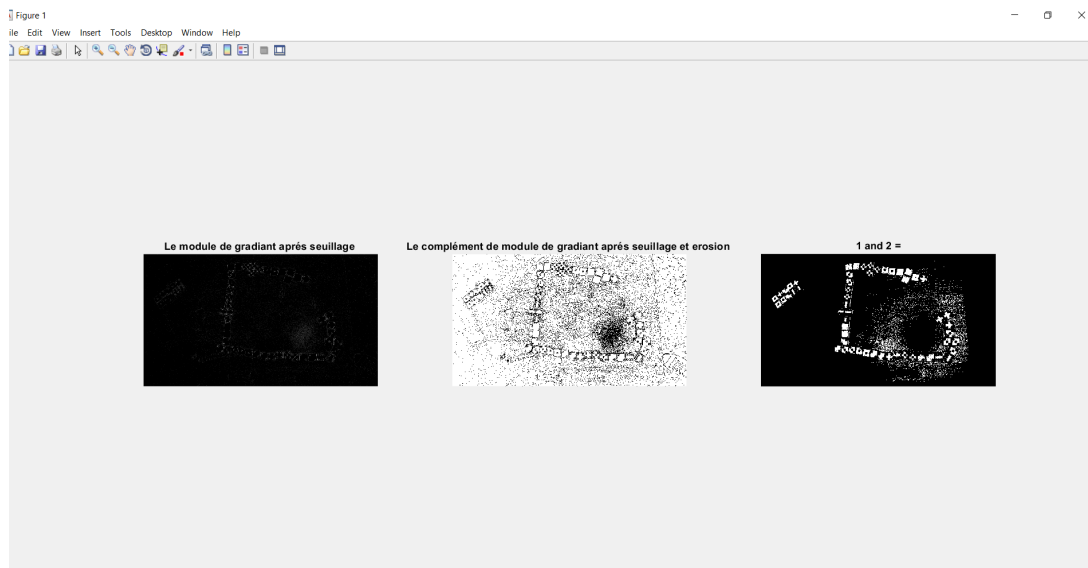 Figure 1
ile Edit View Insert Tools Desktop Window Help
Le module de gradiant aprés seuillage
Le complément de module de gradiant aprés seuillage et erosion
1 and 2 =